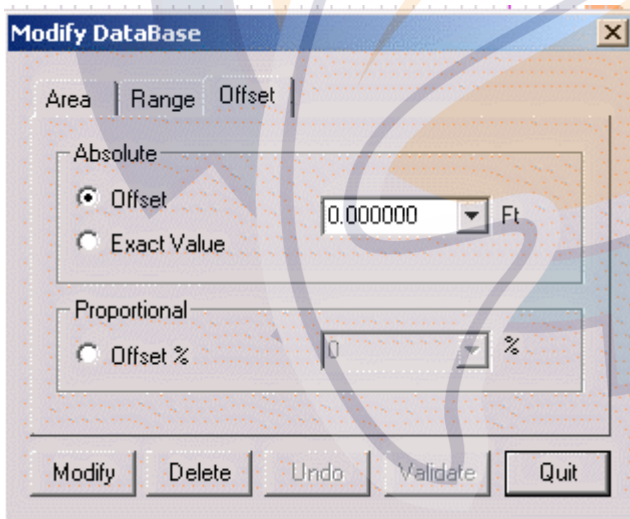 Modify DataBase
Area Range Offset
Absolute
Offset
0.000000 Ft
Exact Value
Proportional
Offset % 0 %
Modify Delete Undo Validate Quit